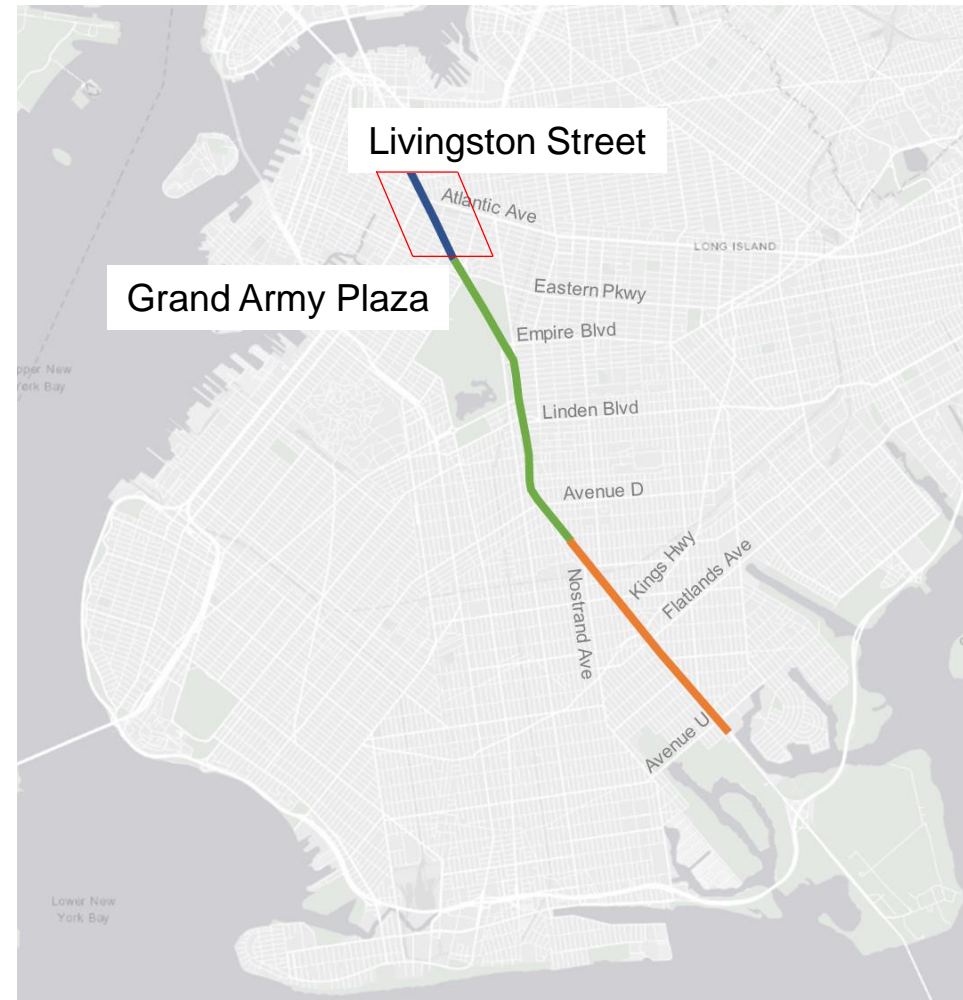 Livingston Street
Atlantic Ave
LONG ISLAND
Grand Army Plaza
Eastern Pkwy
Empire Blvd
pper New
York Bay
Linden Blvd
Avenue D
Kings Hwy
Flatlands Ave
Nostrand Ave
Avenue U
Lower New
York Bay